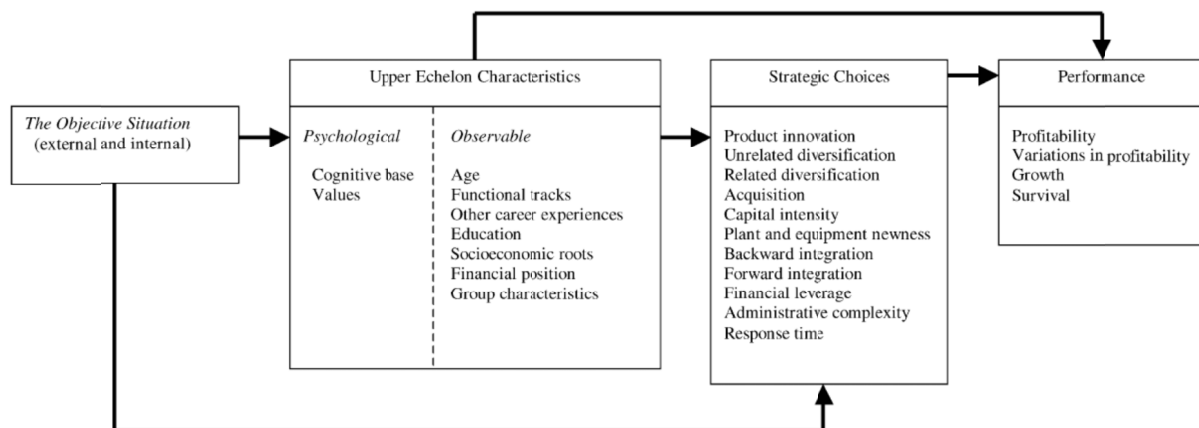 Upper Echelon Characteristics
Strategic Choices
Performance
The Objective Situation
(external and internal)
Psychological
Cognitive base
Values
Observable
Age
Functional tracks
Other career experiences
Education
Socioeconomic roots
Financial position
Group characteristics
Product innovation
Unrelated diversification
Related diversification
Acquisition
Capital intensity
Plant and equipment newness
Backward integration
Forward integration
Financial leverage
Administrative complexity
Response time
Profitability
Variations in profitability
Growth
Survival